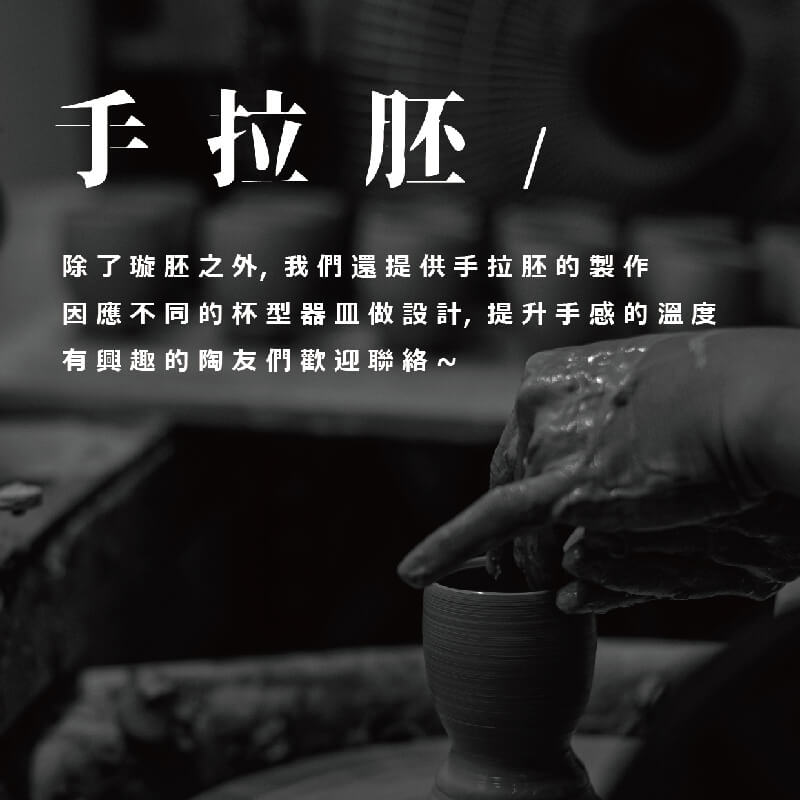 手拉胚 /
除了璇胚之外, 我們還提供手拉胚的製作
因應不同的杯型器皿做設計, 提升手感的溫度
有興趣的陶友們歡迎聯絡~